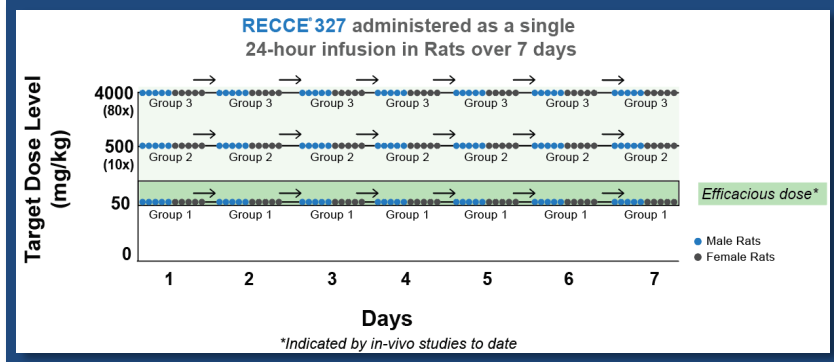 RECCE® 327 administered as a single
24-hour infusion in Rats over 7 days
Target Dose Level
(mg/kg)
4000
(80x)
Group 3 Group 3 Group 3 Group 3 Group 3 Group 3 Group 3
500
(10x)
Group 2 Group 2 Group 2 Group 2 Group 2 Group 2 Group 2
Efficacious dose*
50
Group 1 Group 1 Group 1 Group 1 Group 1 Group 1 Group 1
Male Rats
Female Rats
0
1 2 3 4 5 6 7
Days
*Indicated by in-vivo studies to date